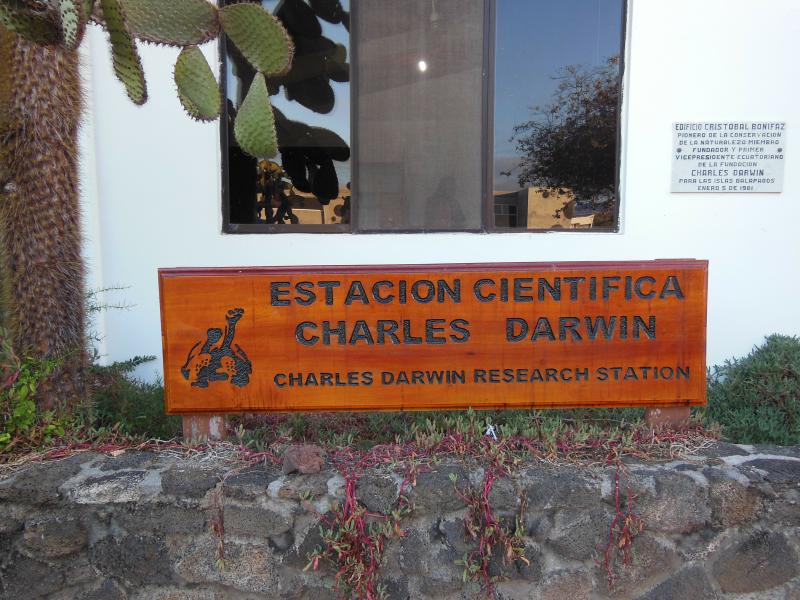 EDIFICIO CRISTOBAL BONIFAZ
PIONERO DE LA CONSERVACION
DE LA NATURALEZA MIEMBRO
FUNDADOR Y PRIMER
VICEPRESIDENTE ECUATORIANO
DE LA FUNDACION
CHARLES DARWIN
PARA LAS ISLAS GALAPAGOS
ENERO 5 DE 1981
ESTACION CIENTIFICA
CHARLES DARWIN
CHARLES DARWIN RESEARCH STATION